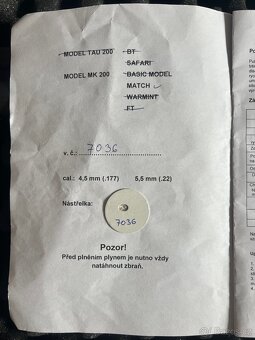 MODEL TAU 200
BT
SAFARI
MODEL MK 200
BASIC MODEL
MATCH ✓
WARMINT
FT
v. č.: 7036
cal.: 4,5 mm (.177) 5,5 mm (.22)
Nástřelka:
7036
Pozor!
Před plněním plynem je nutno vždy
natáhnout zbraň.